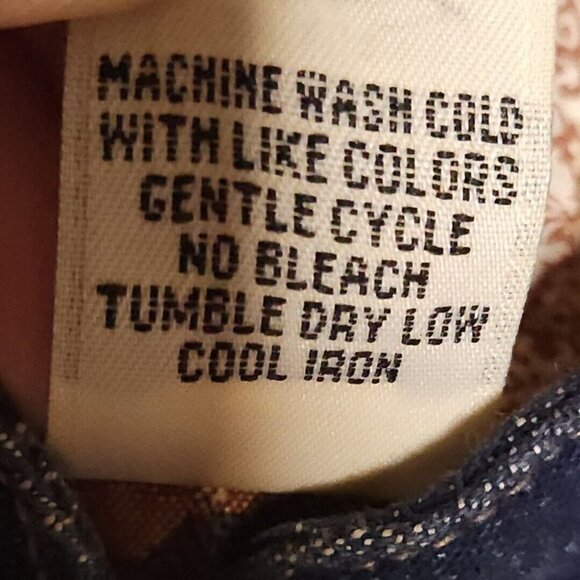 MACHINE WASH COLD
WITH LIKE COLORS
GENTLE CYCLE
NO BLEACH
TUMBLE DRY LOW
COOL IRON